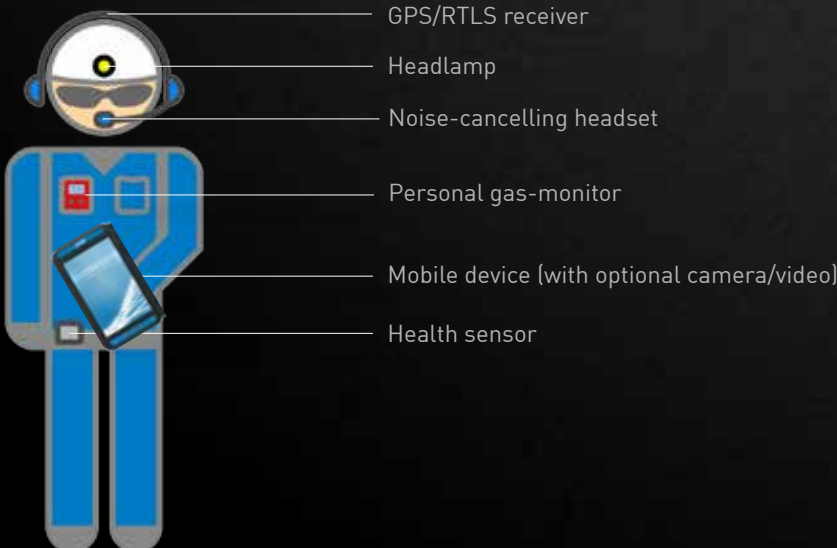 GPS/RTLS receiver
Headlamp
Noise-cancelling headset
Personal gas-monitor
Mobile device (with optional camera/video)
Health sensor